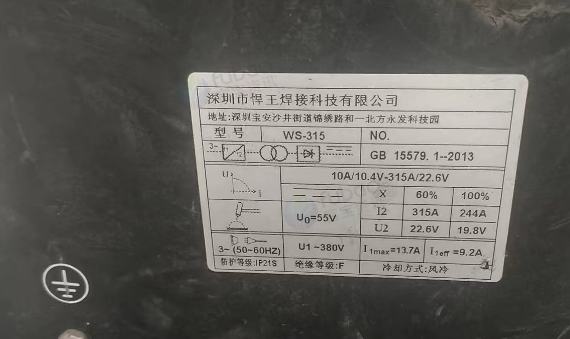 深圳市悍王焊接科技有限公司
地址:深圳宝安沙井街道锦绣路和一北方永发科技园
型号 WS-315 NO.
3~ f1 f2 GB 15579.1--2013
U I 10A/10.4V-315A/22.6V
X 60% 100%
U0=55V I2 315A 244A
U2 22.6V 19.8V
3~(50~60HZ) U1~380V I1max=13.7A I1eff=9.2A
防护等级:IP21S 绝缘等级:F 冷却方式:风冷